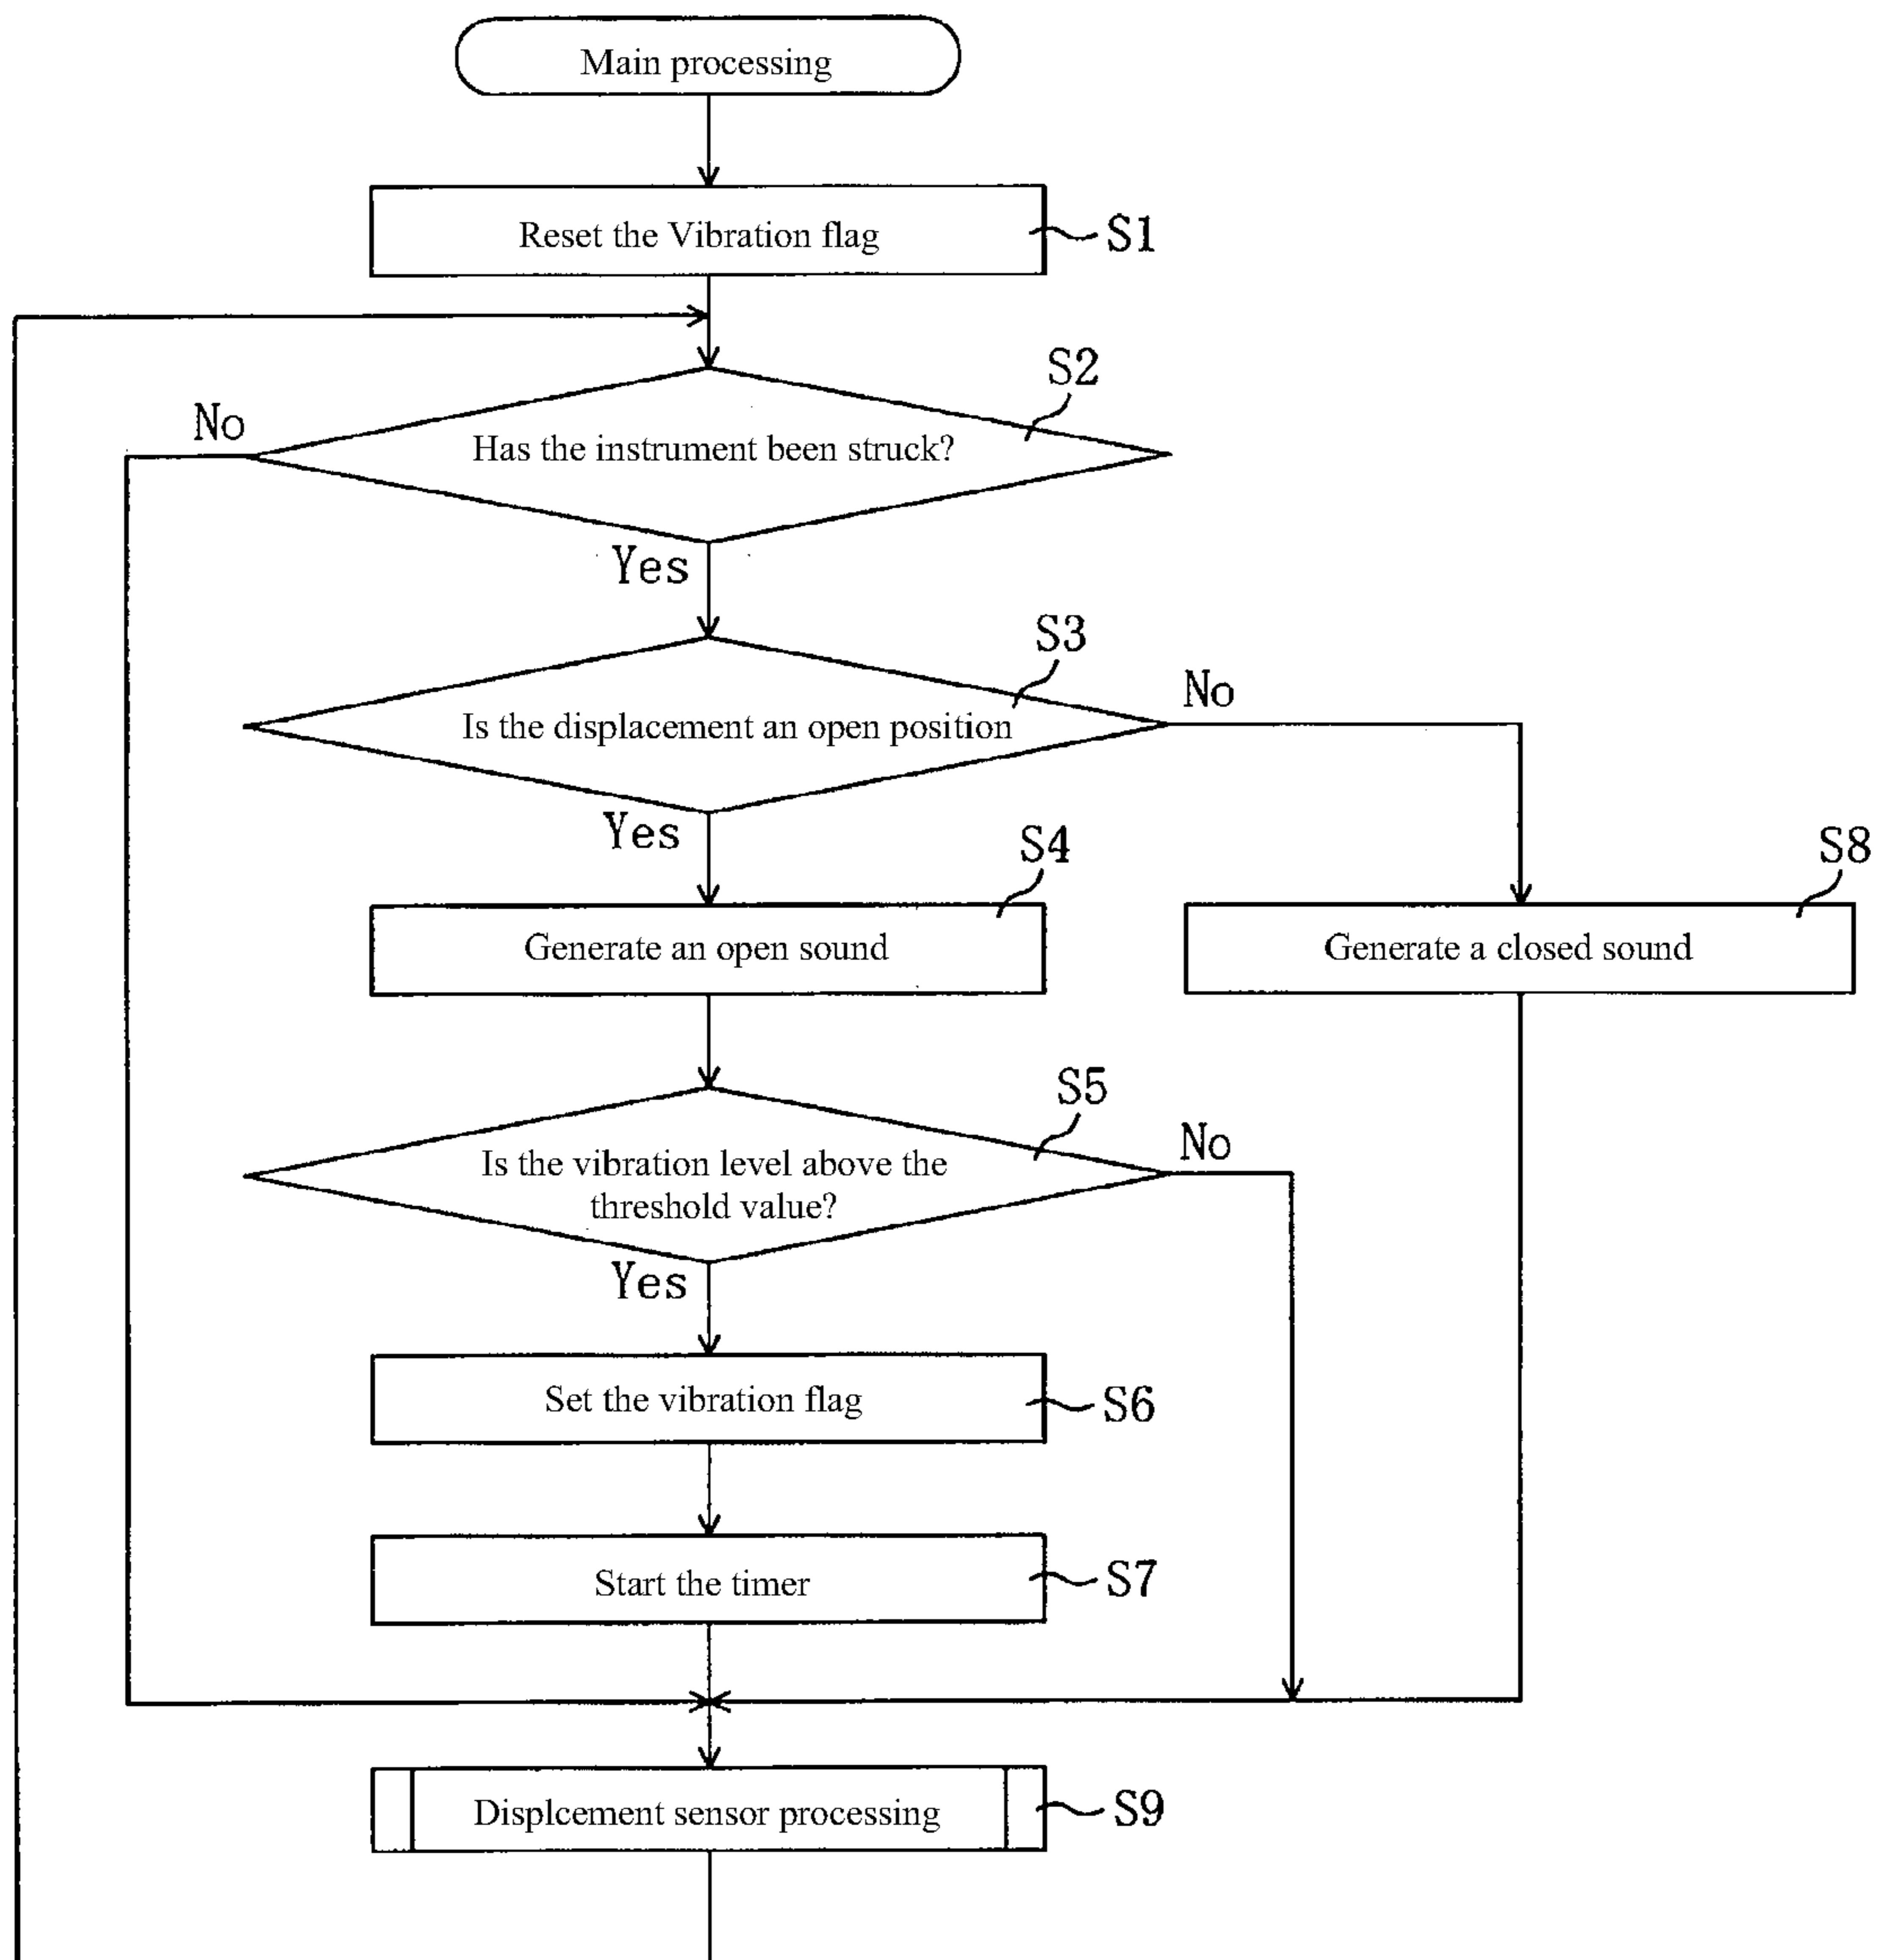 Main processing
Reset the Vibration flag
S1
S2
No
Has the instrument been struck?
Yes
S3
No
Is the displacement an open position
Yes
S4
S8
Generate an open sound
Generate a closed sound
S5
No
Is the vibration level above the
threshold value?
Yes
Set the vibration flag
S6
Start the timer
S7
Displcement sensor processing
S9